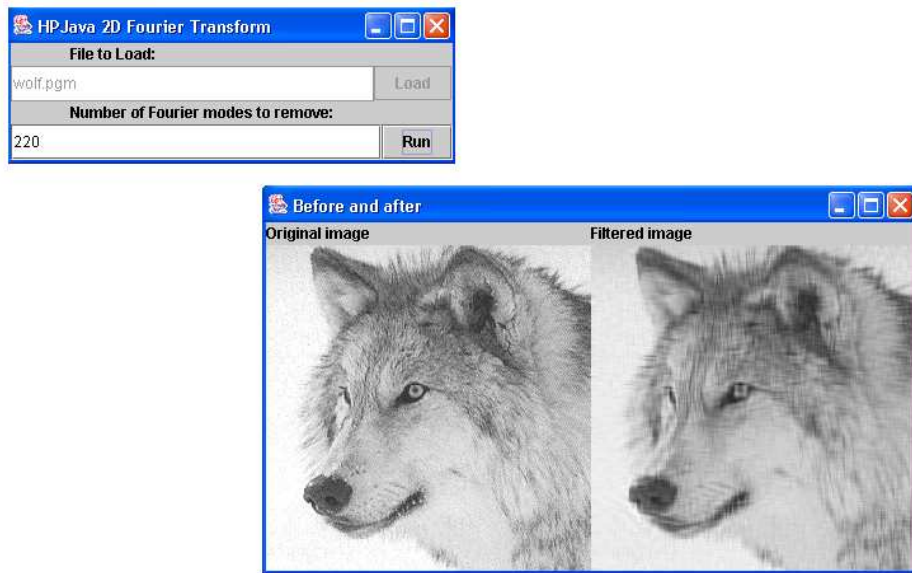 HPJava 2D Fourier Transform
File to Load:
wolf.pgm
Load
Number of Fourier modes to remove:
220
Run
Before and after
Original image
Filtered image